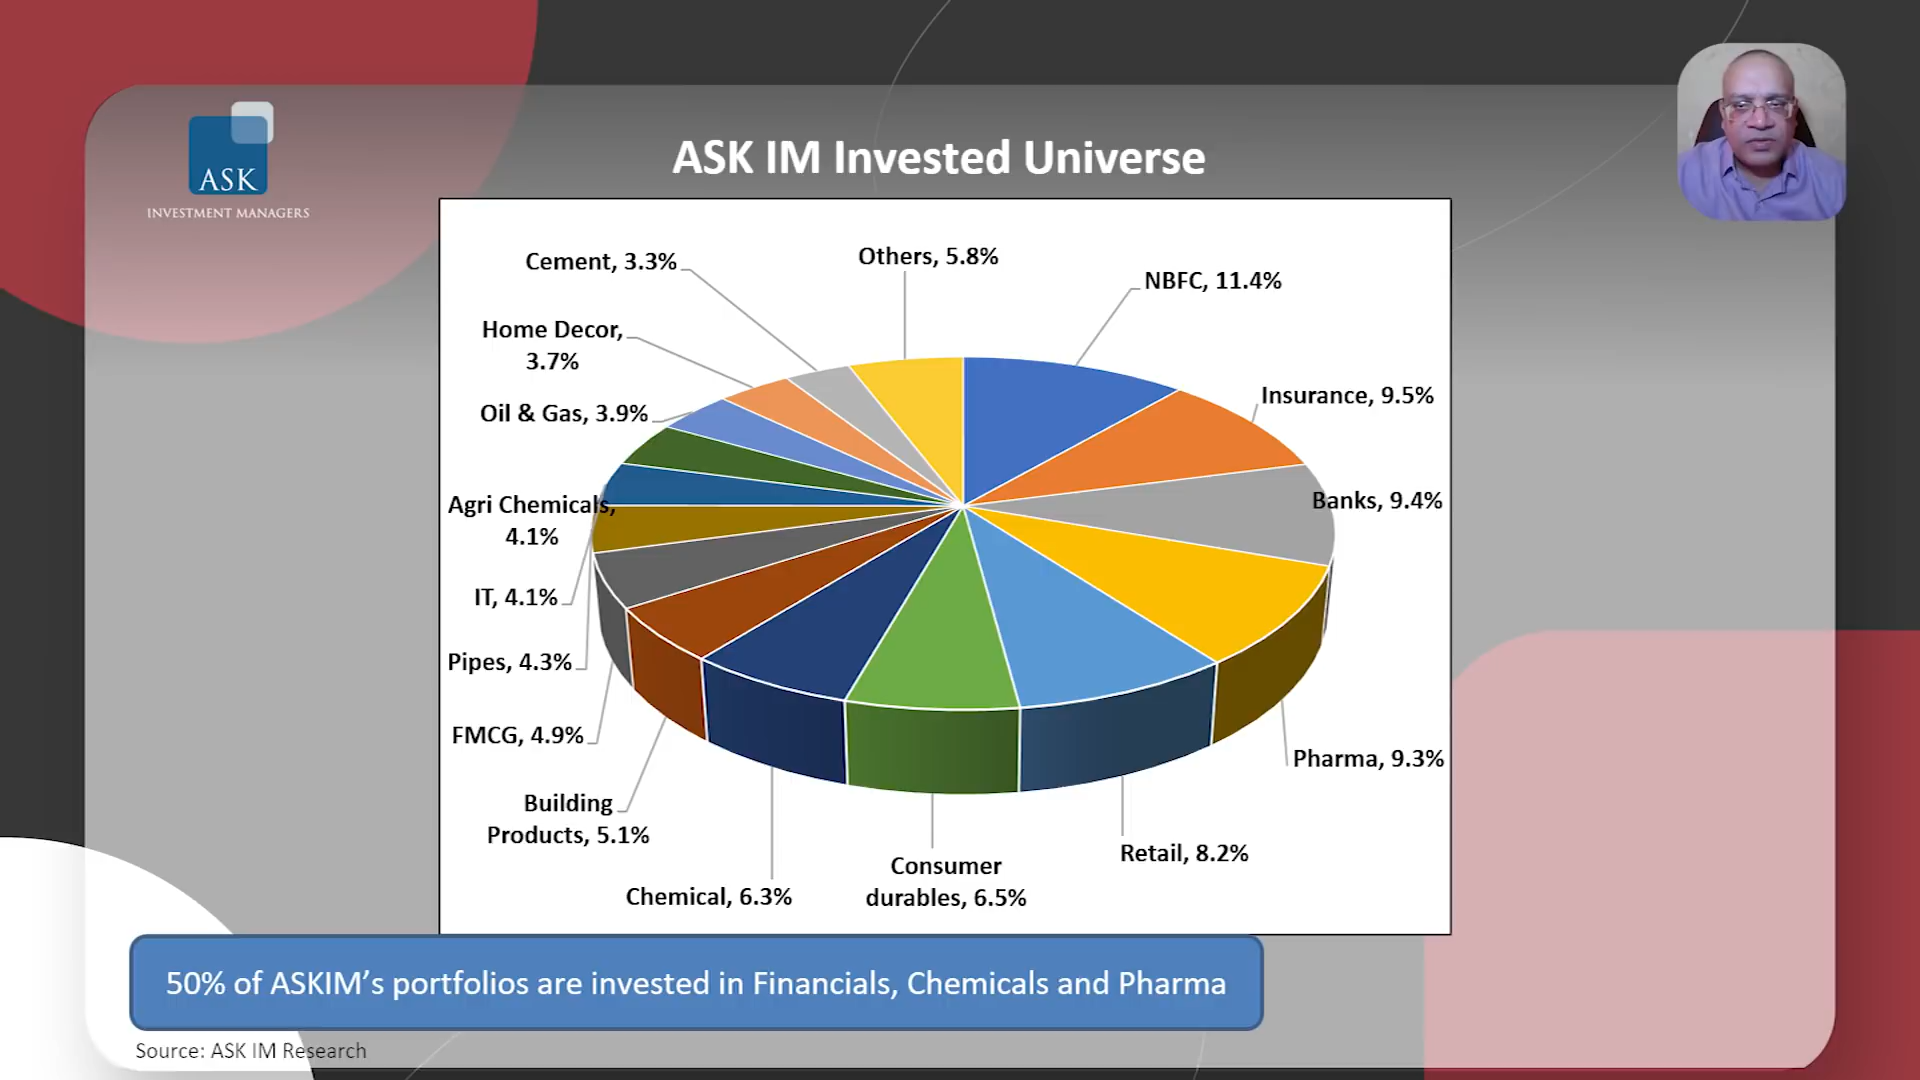 ASK
INVESTMENT MANAGERS
ASK IM Invested Universe
Cement, 3.3%
Others, 5.8%
NBFC, 11.4%
Home Decor,
3.7%
Insurance, 9.5%
Oil & Gas, 3.9%
Banks, 9.4%
Agri Chemicals,
4.1%
IT, 4.1%
Pipes, 4.3%
FMCG, 4.9%
Pharma, 9.3%
Building
Products, 5.1%
Retail, 8.2%
Consumer
durables, 6.5%
Chemical, 6.3%
50% of ASKIM’s portfolios are invested in Financials, Chemicals and Pharma
Source: ASK IM Research